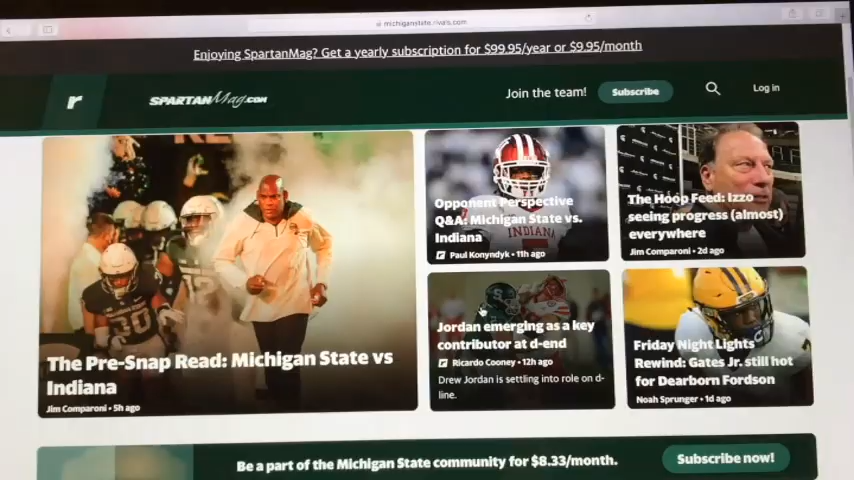 michiganstate.rivals.com
Enjoying SpartanMag? Get a yearly subscription for $99.95/year or $9.95/month
r
SPARTANMag.COM
Join the team!
Subscribe
Log in
The Pre-Snap Read: Michigan State vs
Indiana
Jim Comparoni • 5h ago
Opponent Perspective
Q&A: Michigan State vs.
Indiana
Paul Konyndyk • 11h ago
The Hoop Feed: Izzo
seeing progress (almost)
everywhere
Jim Comparoni • 2d ago
Jordan emerging as a key
contributor at d-end
Ricardo Cooney • 12h ago
Drew Jordan is settling into role on d-
line.
Friday Night Lights
Rewind: Gates Jr. still hot
for Dearborn Fordson
Noah Sprunger • 1d ago
INDIANA
30
Be a part of the Michigan State community for $8.33/month.
Subscribe now!